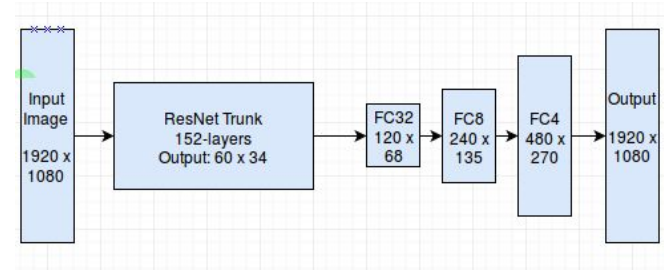 Input
Image
1920 x
1080
ResNet Trunk
152-layers
Output: 60 x 34
FC32
120 x
68
FC8
240 x
135
FC4
480 x
270
Output
1920 x
1080